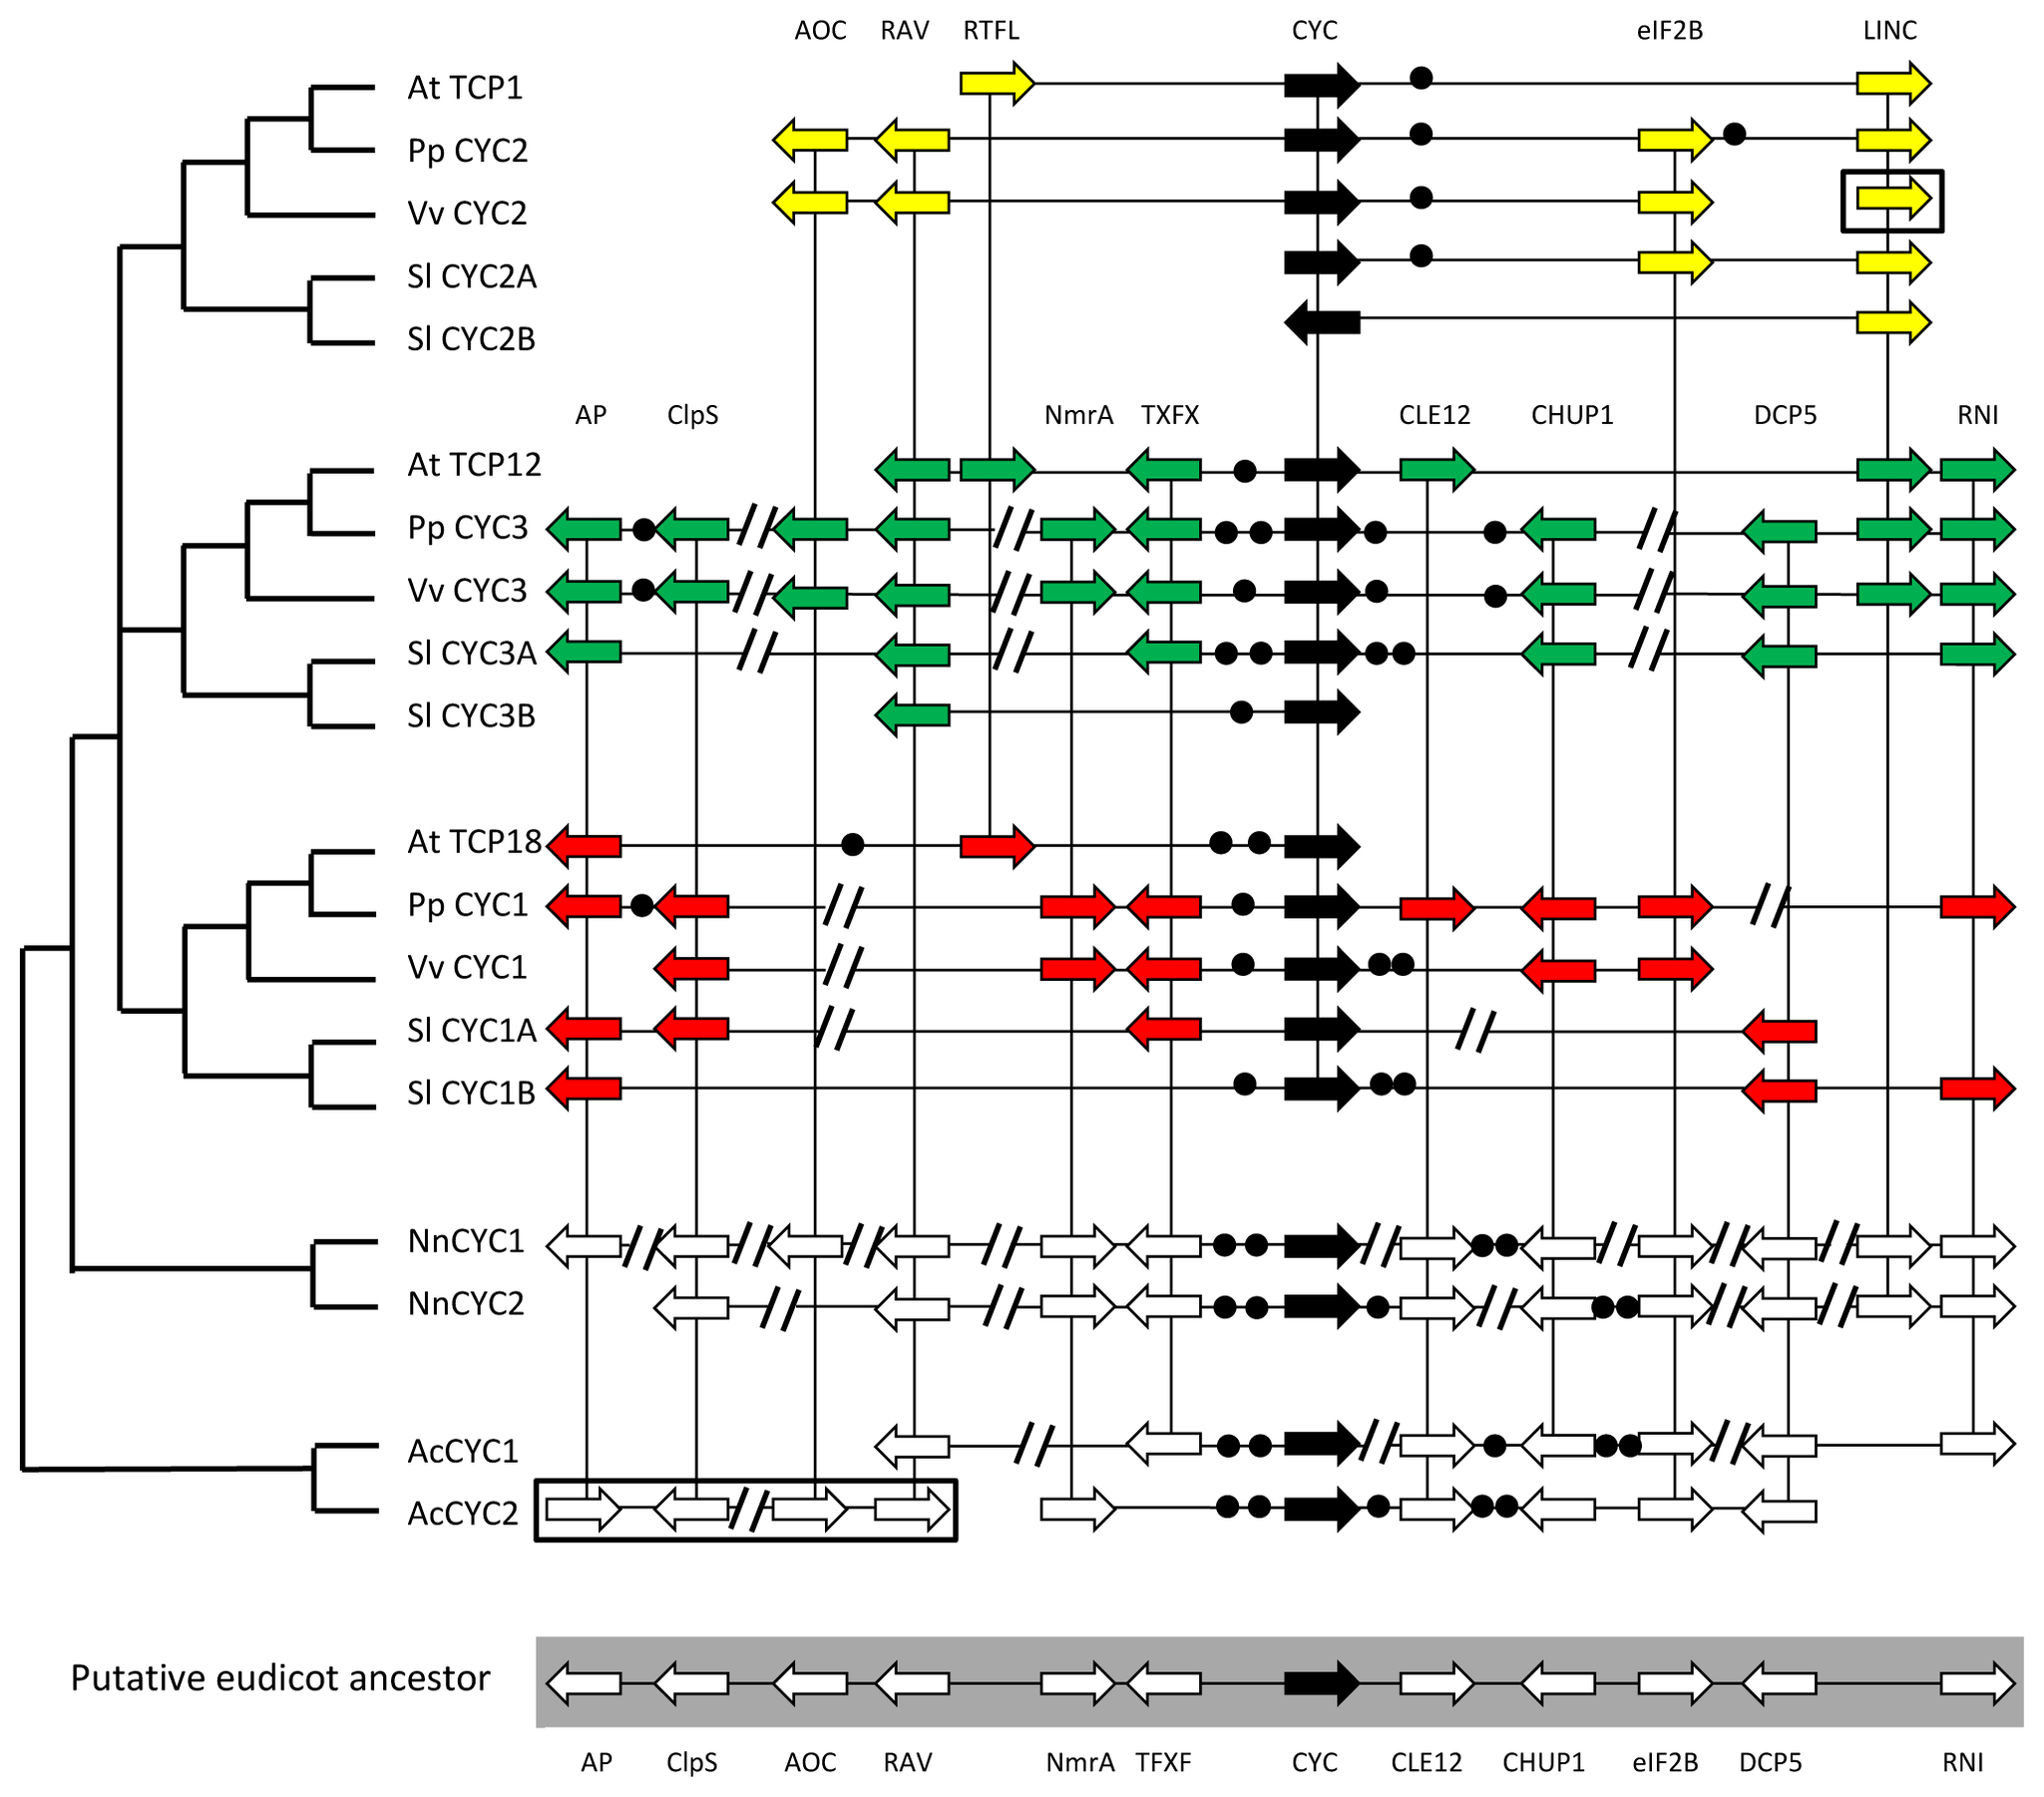 AOC RAV RTFL CYC eIF2B LINC
At TCP1
Pp CYC2
Vv CYC2
Sl CYC2A
Sl CYC2B
AP ClpS NmrA TXFX CLE12 CHUP1 DCP5 RNI
At TCP12
Pp CYC3
Vv CYC3
Sl CYC3A
Sl CYC3B
At TCP18
Pp CYC1
Vv CYC1
Sl CYC1A
Sl CYC1B
NnCYC1
NnCYC2
AcCYC1
AcCYC2
Putative eudicot ancestor
AP ClpS AOC RAV NmrA TFXF CYC CLE12 CHUP1 eIF2B DCP5 RNI